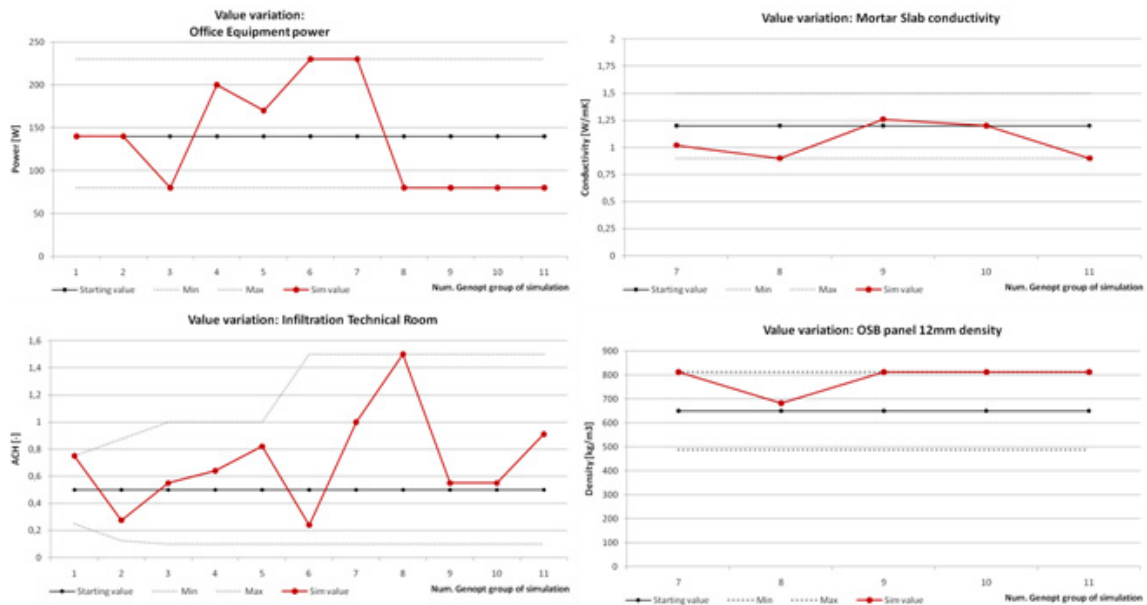 Value variation:
Office Equipment power
Power [W]
250
200
150
100
50
0
1 2 3 4 5 6 7 8 9 10 11
Starting value Min Max Sim value Num. Genopt group of simulation
Value variation: Mortar Slab conductivity
Conductivity [W/mK]
2
1,75
1,5
1,25
1
0,75
0,5
0,25
0
7 8 9 10 11
Starting value Min Max Sim value Num. Genopt group of simulation
Value variation: Infiltration Technical Room
ACH [-]
1,6
1,4
1,2
1
0,8
0,6
0,4
0,2
0
1 2 3 4 5 6 7 8 9 10 11
Starting value Min Max Sim value Num. Genopt group of simulation
Value variation: OSB panel 12mm density
Density [kg/m3]
900
800
700
600
500
400
300
200
100
0
7 8 9 10 11
Starting value Min Max Sim value Num. Genopt group of simulation